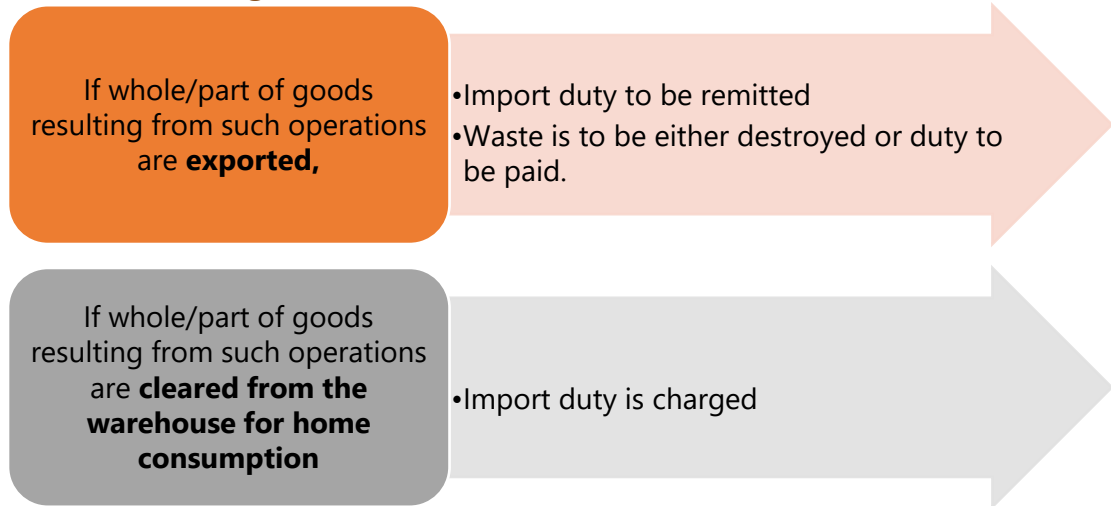 If whole/part of goods
resulting from such operations
are exported,
•Import duty to be remitted
•Waste is to be either destroyed or duty to
be paid.
If whole/part of goods
resulting from such operations
are cleared from the
warehouse for home
consumption
•Import duty is charged